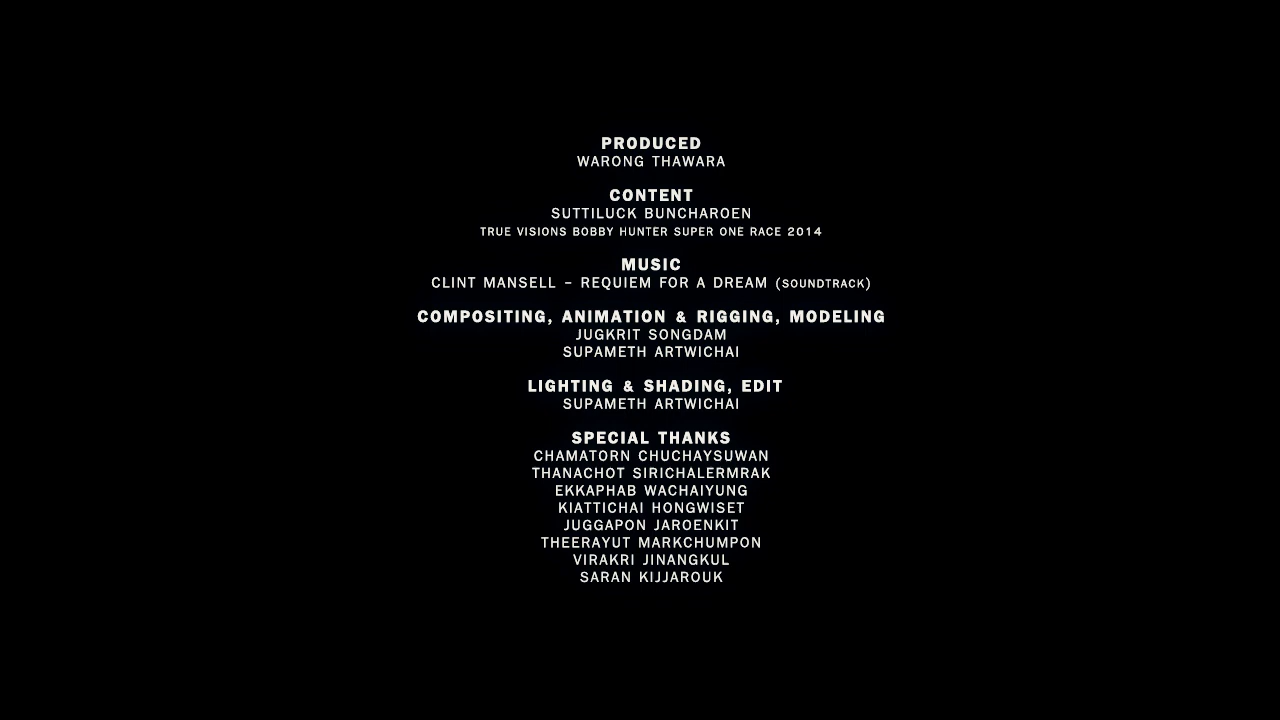 PRODUCED
WARONG THAWARA
CONTENT
SUTTILUCK BUNCHAROEN
TRUE VISIONS BOBBY HUNTER SUPER ONE RACE 2014
MUSIC
CLINT MANSELL – REQUIEM FOR A DREAM (SOUNDTRACK)
COMPOSITING, ANIMATION & RIGGING, MODELING
JUGKRIT SONGDAM
SUPAMETH ARTWICHAI
LIGHTING & SHADING, EDIT
SUPAMETH ARTWICHAI
SPECIAL THANKS
CHAMATORN CHUCHAYSUWAN
THANACHOT SIRICHALERMRAK
EKKAPHAB WACHAIYUNG
KIATTICHAI HONGWISET
JUGGAPON JAROENKIT
THEERAYUT MARKCHUMPON
VIRAKRI JINANGKUL
SARAN KIJJAROUK